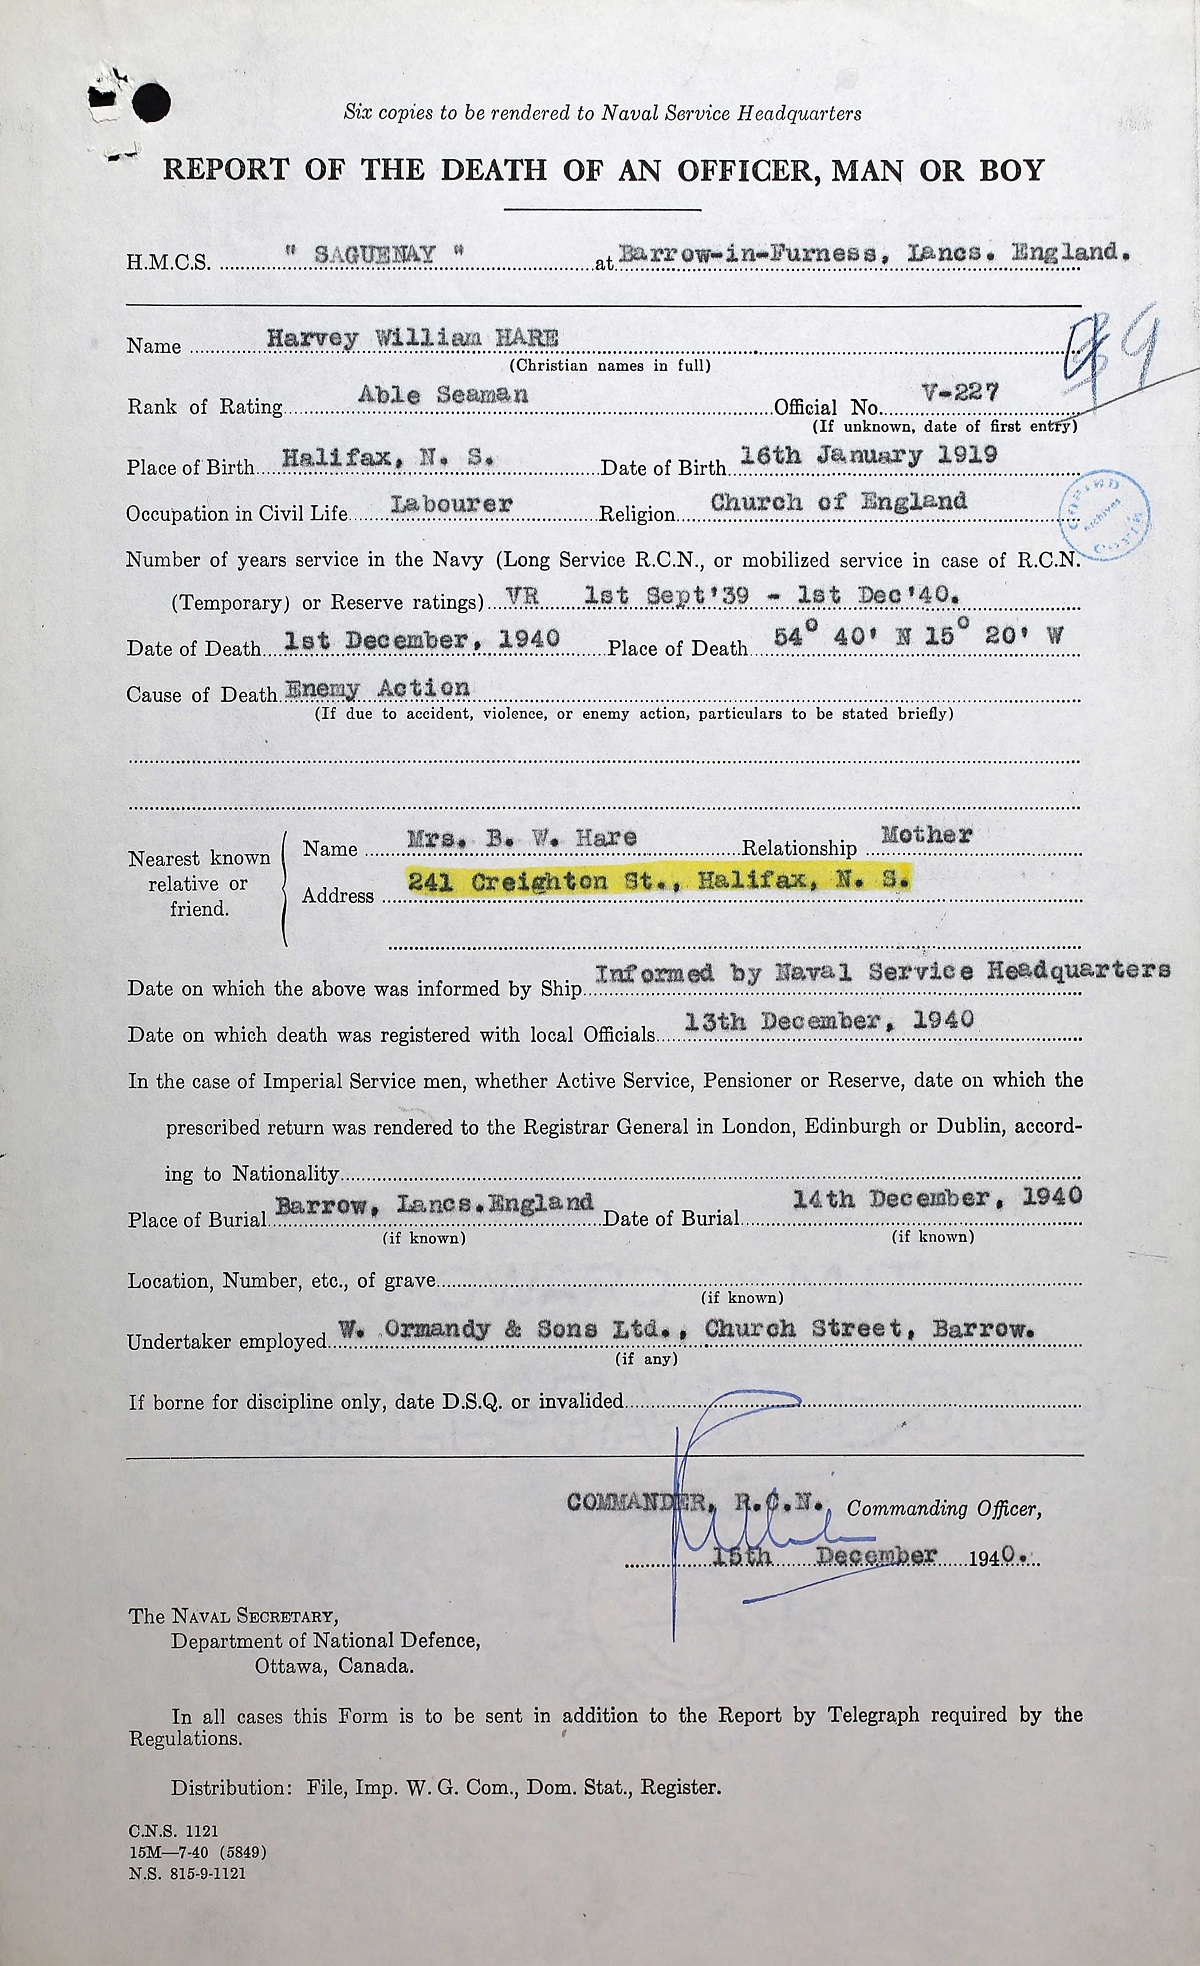 Six copies to be rendered to Naval Service Headquarters
REPORT OF THE DEATH OF AN OFFICER, MAN OR BOY
H.M.C.S. " SAGUENAY " at Barrow-in-Furness, Lancs. England.
Name Harvey William HARE
(Christian names in full)
Rank of Rating Able Seaman Official No. V-227
(If unknown, date of first entry)
Place of Birth Halifax, N. S. Date of Birth 16th January 1919
Occupation in Civil Life Labourer Religion Church of England
COPIED
Archives
Number of years service in the Navy (Long Service R.C.N., or mobilized service in case of R.C.N.
(Temporary) or Reserve ratings) VR 1st Sept'39 - 1st Dec'40.
Date of Death 1st December, 1940 Place of Death 54° 40' N 15° 20' W
Cause of Death Enemy Action
(If due to accident, violence, or enemy action, particulars to be stated briefly)
Nearest known relative or friend.
Name Mrs. B. W. Hare Relationship Mother
Address 241 Creighton St., Halifax, N. S.
Date on which the above was informed by Ship Informed by Naval Service Headquarters
Date on which death was registered with local Officials 13th December, 1940
In the case of Imperial Service men, whether Active Service, Pensioner or Reserve, date on which the
prescribed return was rendered to the Registrar General in London, Edinburgh or Dublin, accord-
ing to Nationality
Place of Burial Barrow, Lancs.England Date of Burial 14th December, 1940
(if known) (if known)
Location, Number, etc., of grave
(if known)
Undertaker employed W. Ormandy & Sons Ltd., Church Street, Barrow.
(if any)
If borne for discipline only, date D.S.Q. or invalided
COMMANDER, R.C.N. Commanding Officer,
15th December 1940.
The NAVAL SECRETARY,
Department of National Defence,
Ottawa, Canada.
In all cases this Form is to be sent in addition to the Report by Telegraph required by the
Regulations.
Distribution: File, Imp. W. G. Com., Dom. Stat., Register.
C.N.S. 1121
15M—7-40 (5849)
N.S. 815-9-1121